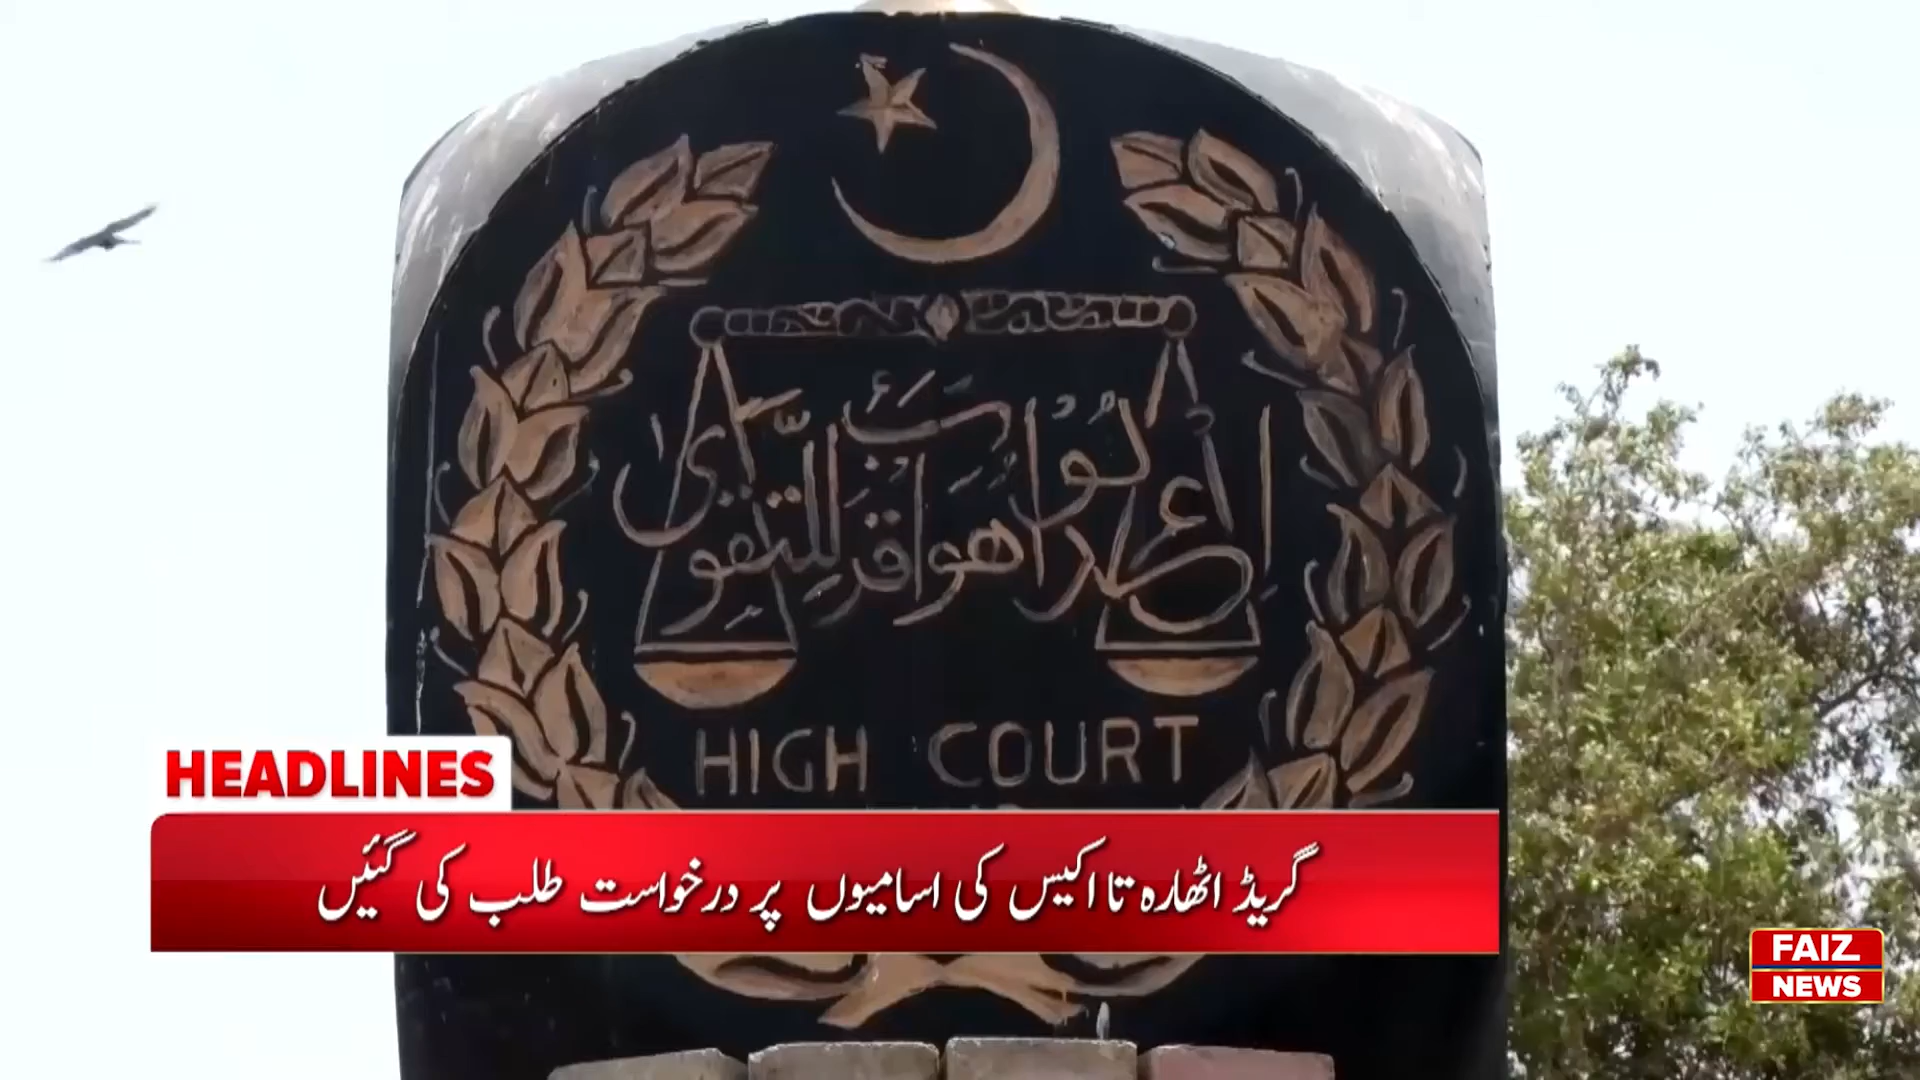 اعدلوا هو اقرب للتقوی
HIGH COURT
HEADLINES
گریڈ اٹھارہ تا اکیس کی اسامیوں پر درخواست طلب کی گئیں
FAIZ
NEWS